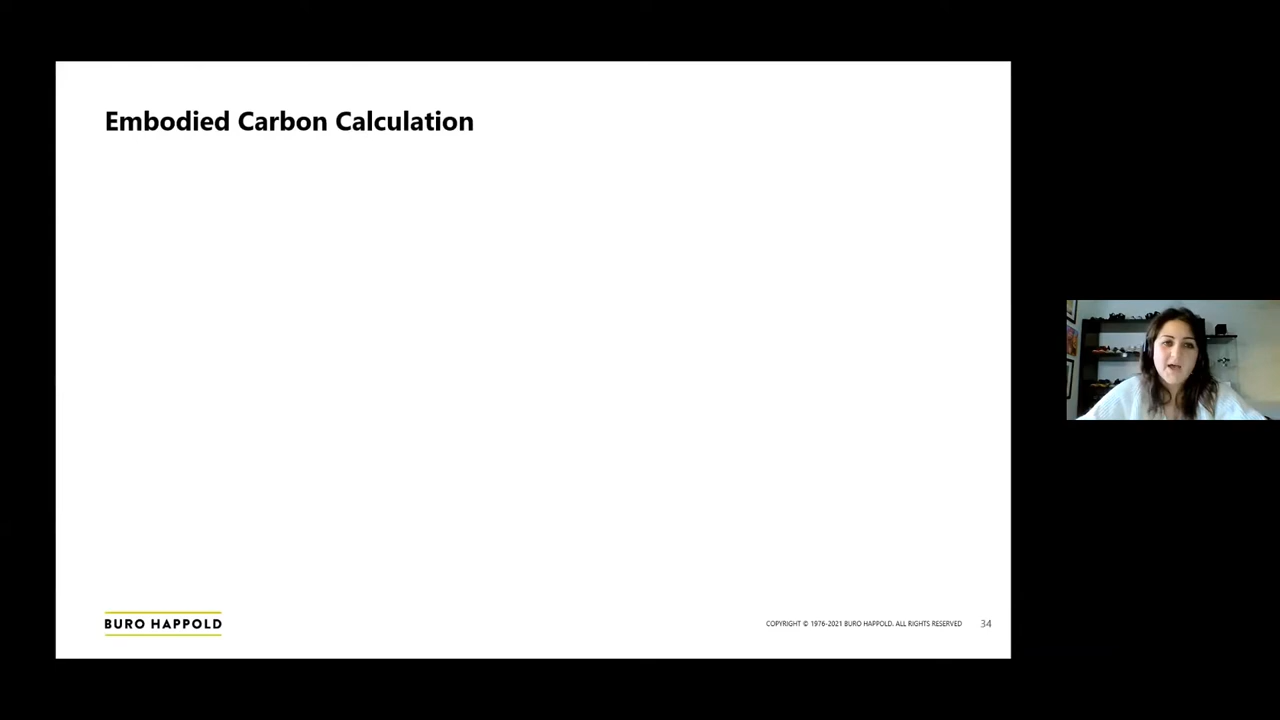 Embodied Carbon Calculation
BURO HAPPOLD
COPYRIGHT © 1976-2021 BURO HAPPOLD. ALL RIGHTS RESERVED
34